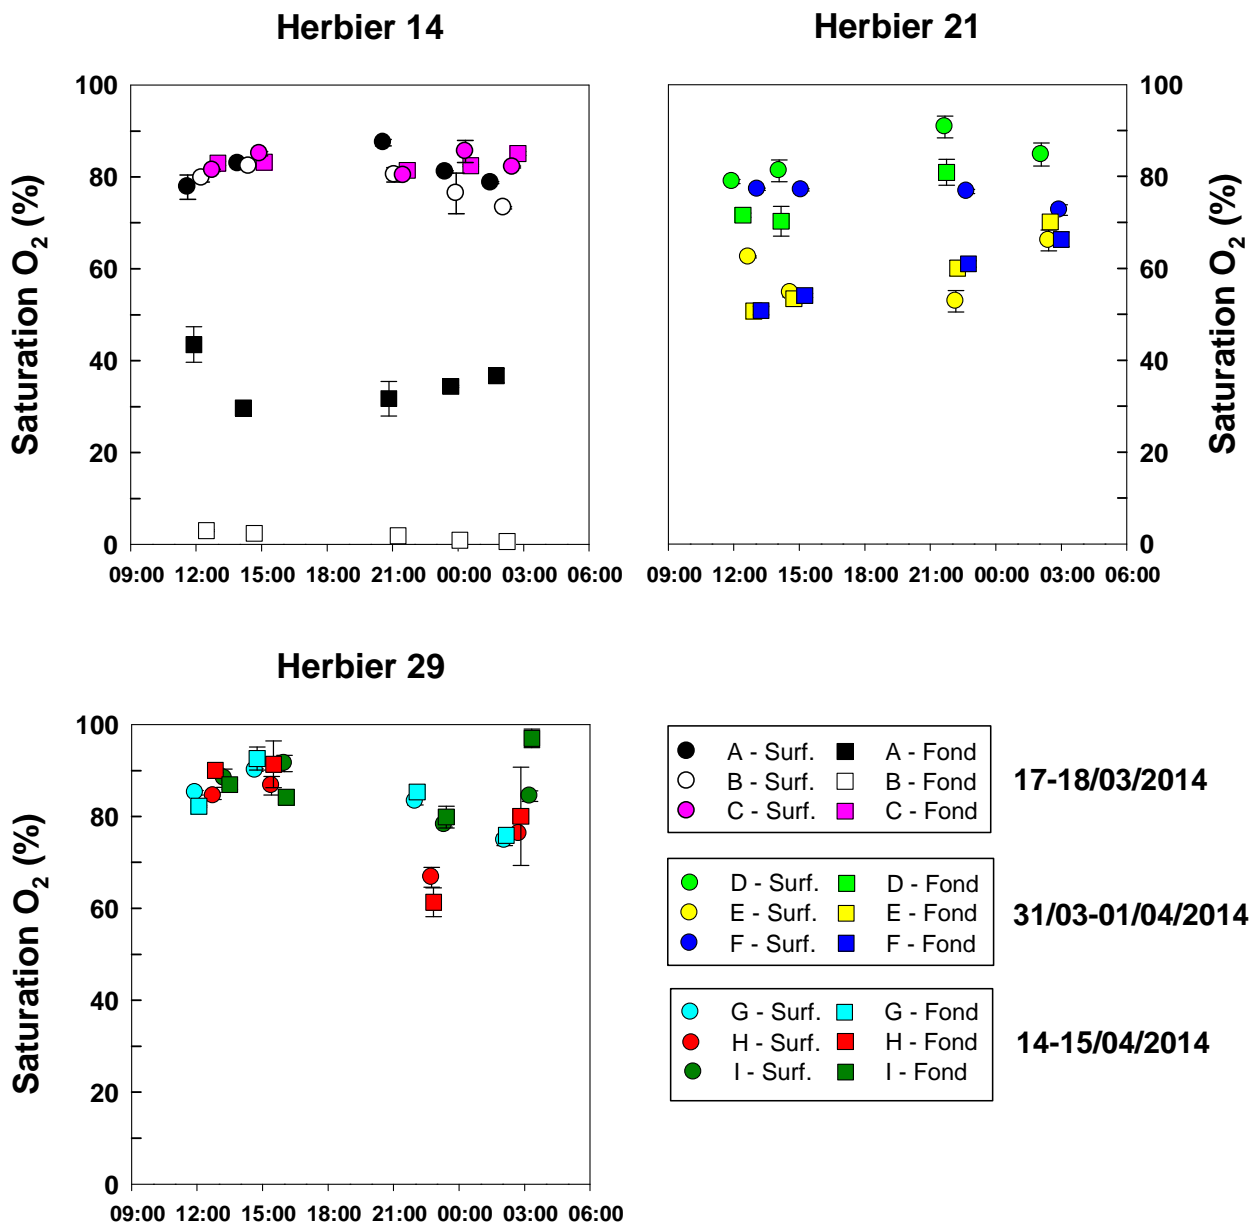 Herbier 14
Saturation O2 (%)
100
80
60
40
20
0
09:00 12:00 15:00 18:00 21:00 00:00 03:00 06:00
Herbier 21
100
80
60
40
20
0
Saturation O2 (%)
09:00 12:00 15:00 18:00 21:00 00:00 03:00 06:00
Herbier 29
Saturation O2 (%)
100
80
60
40
20
0
09:00 12:00 15:00 18:00 21:00 00:00 03:00 06:00
A - Surf. A - Fond
B - Surf. B - Fond
C - Surf. C - Fond
17-18/03/2014
D - Surf. D - Fond
E - Surf. E - Fond
F - Surf. F - Fond
31/03-01/04/2014
G - Surf. G - Fond
H - Surf. H - Fond
I - Surf. I - Fond
14-15/04/2014